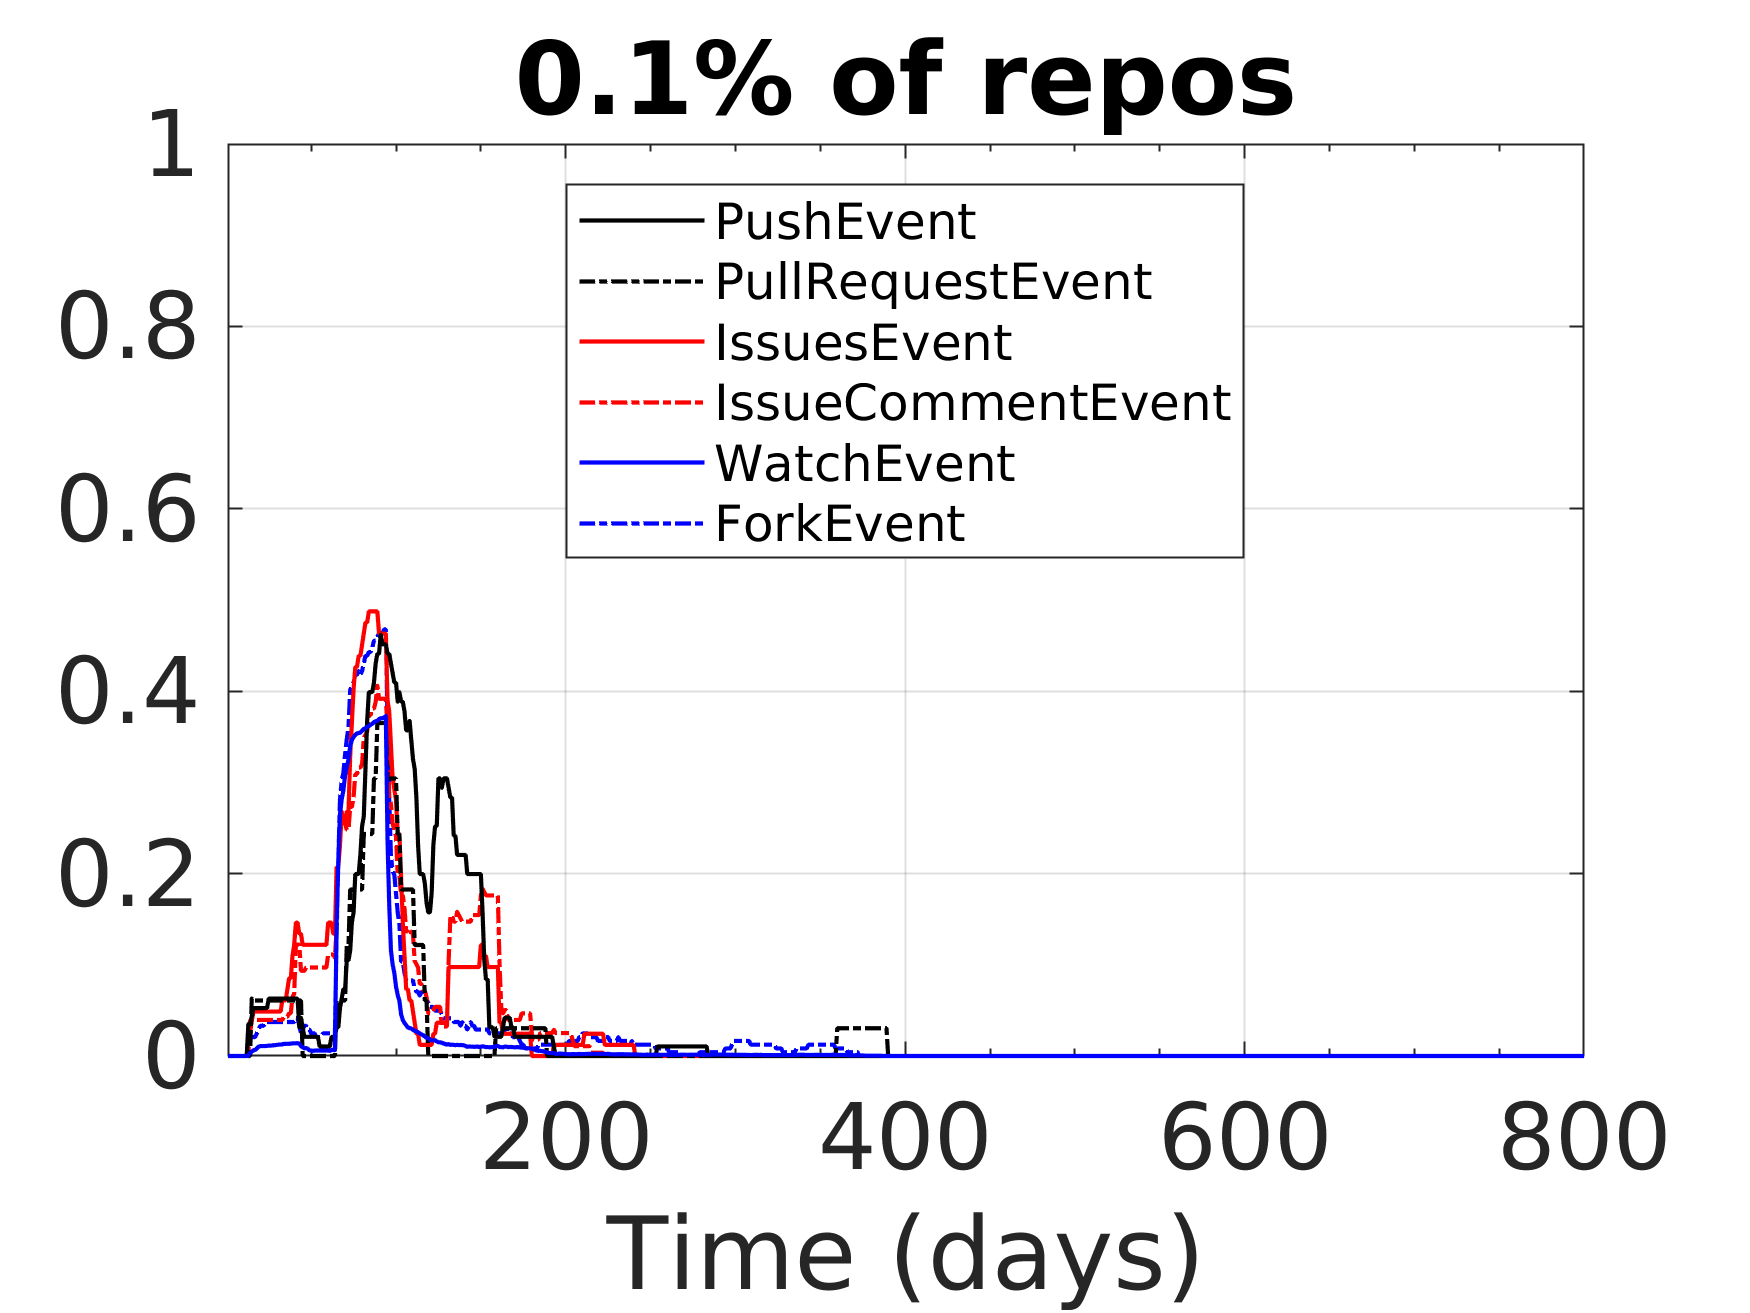 0.1% of repos
1
0.8
0.6
0.4
0.2
0
PushEvent
PullRequestEvent
IssuesEvent
IssueCommentEvent
WatchEvent
ForkEvent
200 400 600 800
Time (days)